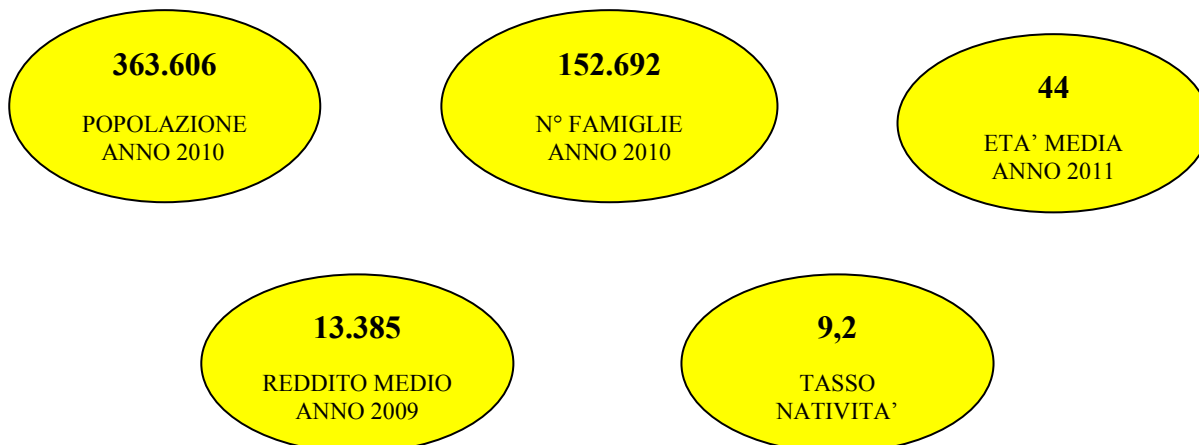 363.606
POPOLAZIONE
ANNO 2010
152.692
N° FAMIGLIE
ANNO 2010
44
ETA’ MEDIA
ANNO 2011
13.385
REDDITO MEDIO
ANNO 2009
9,2
TASSO
NATIVITA’